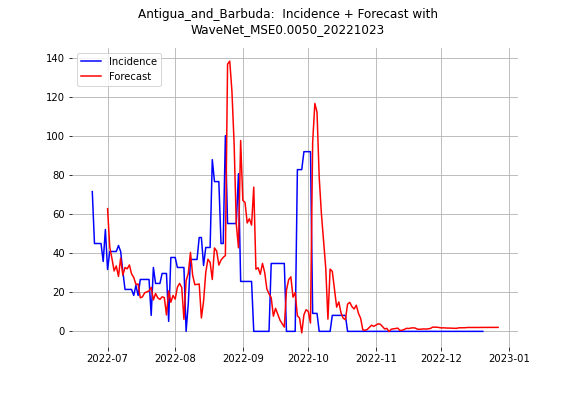 Antigua_and_Barbuda:  Incidence + Forecast with
WaveNet_MSE0.0050_20221023
Incidence
Forecast
140
120
100
80
60
40
20
0
2022-07 2022-08 2022-09 2022-10 2022-11 2022-12 2023-01